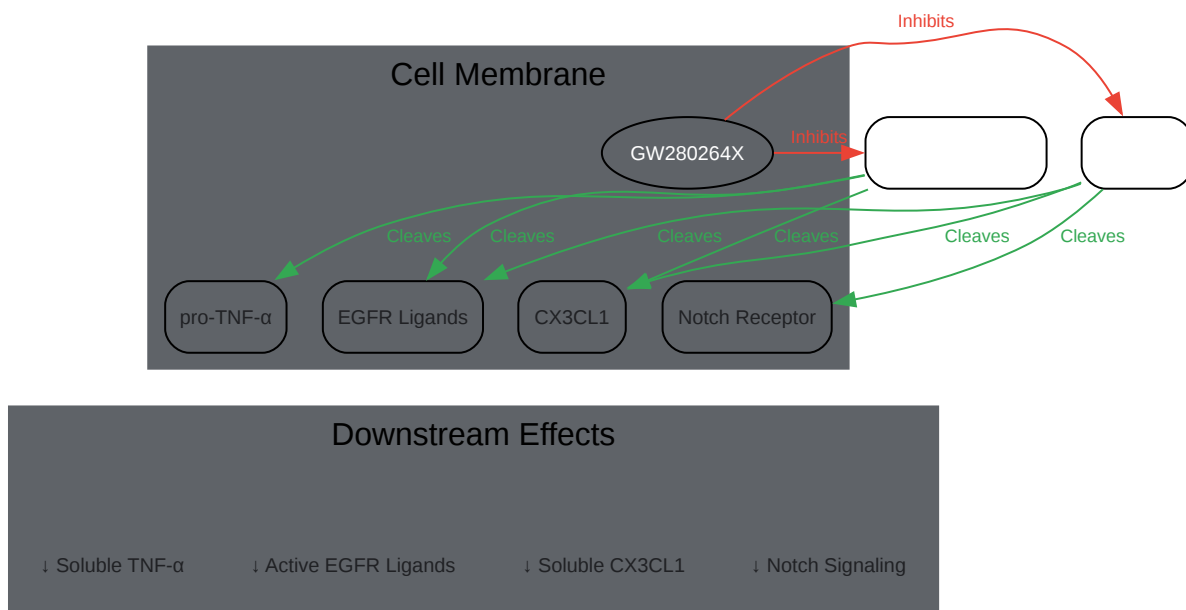 Inhibits
Cell Membrane
GW280264X
Inhibits
Cleaves
Cleaves
Cleaves
Cleaves
Cleaves
Cleaves
pro-TNF-α
EGFR Ligands
CX3CL1
Notch Receptor
Downstream Effects
↓ Soluble TNF-α
↓ Active EGFR Ligands
↓ Soluble CX3CL1
↓ Notch Signaling